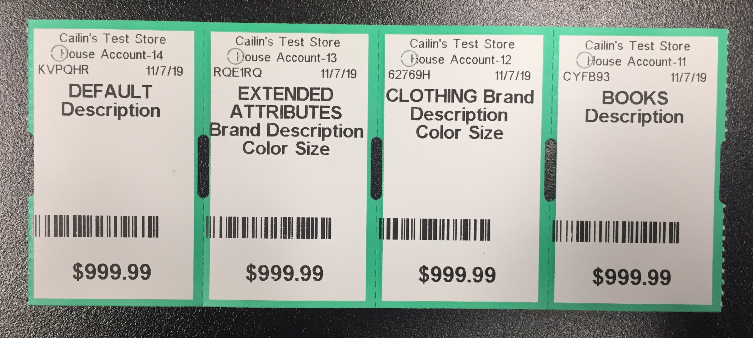 Cailin's Test Store
House Account-14
KVPQHR 11/7/19
DEFAULT
Description
$999.99
Cailin's Test Store
House Account-13
RQE1RQ 11/7/19
EXTENDED
ATTRIBUTES
Brand Description
Color Size
$999.99
Cailin's Test Store
House Account-12
62769H 11/7/19
CLOTHING Brand
Description
Color Size
$999.99
Cailin's Test Store
House Account-11
CYFB93 11/7/19
BOOKS
Description
$999.99